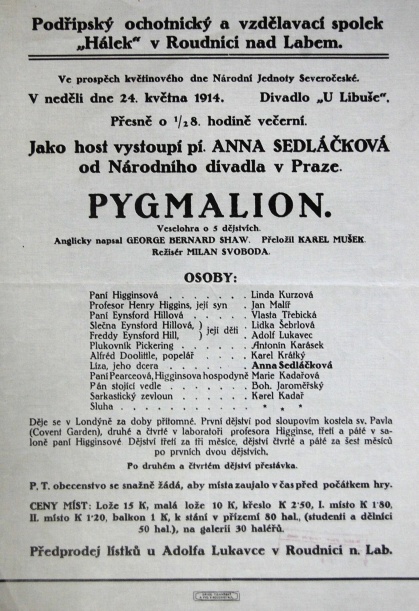 Podřipský ochotnický a vzdělavací spolek
„Hálek“ v Roudnici nad Labem.
Ve prospěch květinového dne Národní Jednoty Severočeské.
V neděli dne 24. května 1914. Divadlo „U Libuše“.
Přesně o 1/2 8. hodině večerní.
Jako host vystoupí pí. ANNA SEDLÁČKOVÁ
od Národního divadla v Praze.
PYGMALION.
Veselohra o 5 dějstvích.
Anglicky napsal GEORGE BERNARD SHAW. Přeložil KAREL MUŠEK.
Režisér MILAN SVOBODA.
OSOBY:
Paní Higginsová . . . . . . . Linda Kurzová
Profesor Henry Higgins, její syn . Jan Malíř
Paní Eynsford Hillová . . . . . Vlasta Třebická
Slečna Eynsford Hillová, ) její děti . Lidka Šebrlová
Freddy Eynsford Hill, ) Adolf Lukavec
Plukovník Pickering . . . . . . Antonín Karásek
Alfréd Doolittle, popelář . . . . . Karel Krátký
Líza, jeho dcera . . . . . . . Anna Sedláčková
Paní Pearceová, Higginsova hospodyně Marie Kadařová
Pán stojící vedle . . . . . . . Boh. Jaroměřský
Sarkastický zevloun . . . . . . Karel Kadař
Sluha . . . . . . . . . . * * *
Děje se v Londýně za doby přítomné. První dějství pod sloupovím kostela sv. Pavla
(Covent Garden), druhé a čtvrté v laboratoři profesora Higginse, třetí a páté v sa-
loně paní Higginsové Dějství třetí za tři měsíce, dějství čtvrté a páté za šest měsíců
po prvních dvou dějstvích.
Po druhém a čtvrtém dějství přestávka.
P. T. obecenstvo se snažně žádá, aby místa zaujalo v čas před počátkem hry.
CENY MÍST: Lože 15 K, malá lože 10 K, křeslo K 2·50, I. místo K 1·80,
II. místo K 1·20, balkon 1 K, k stání v přízemí 80 hal., (studenti a dělníci
50 hal.), na galerii 30 haléřů.
Předprodej lístků u Adolfa Lukavce v Roudnici n. Lab.